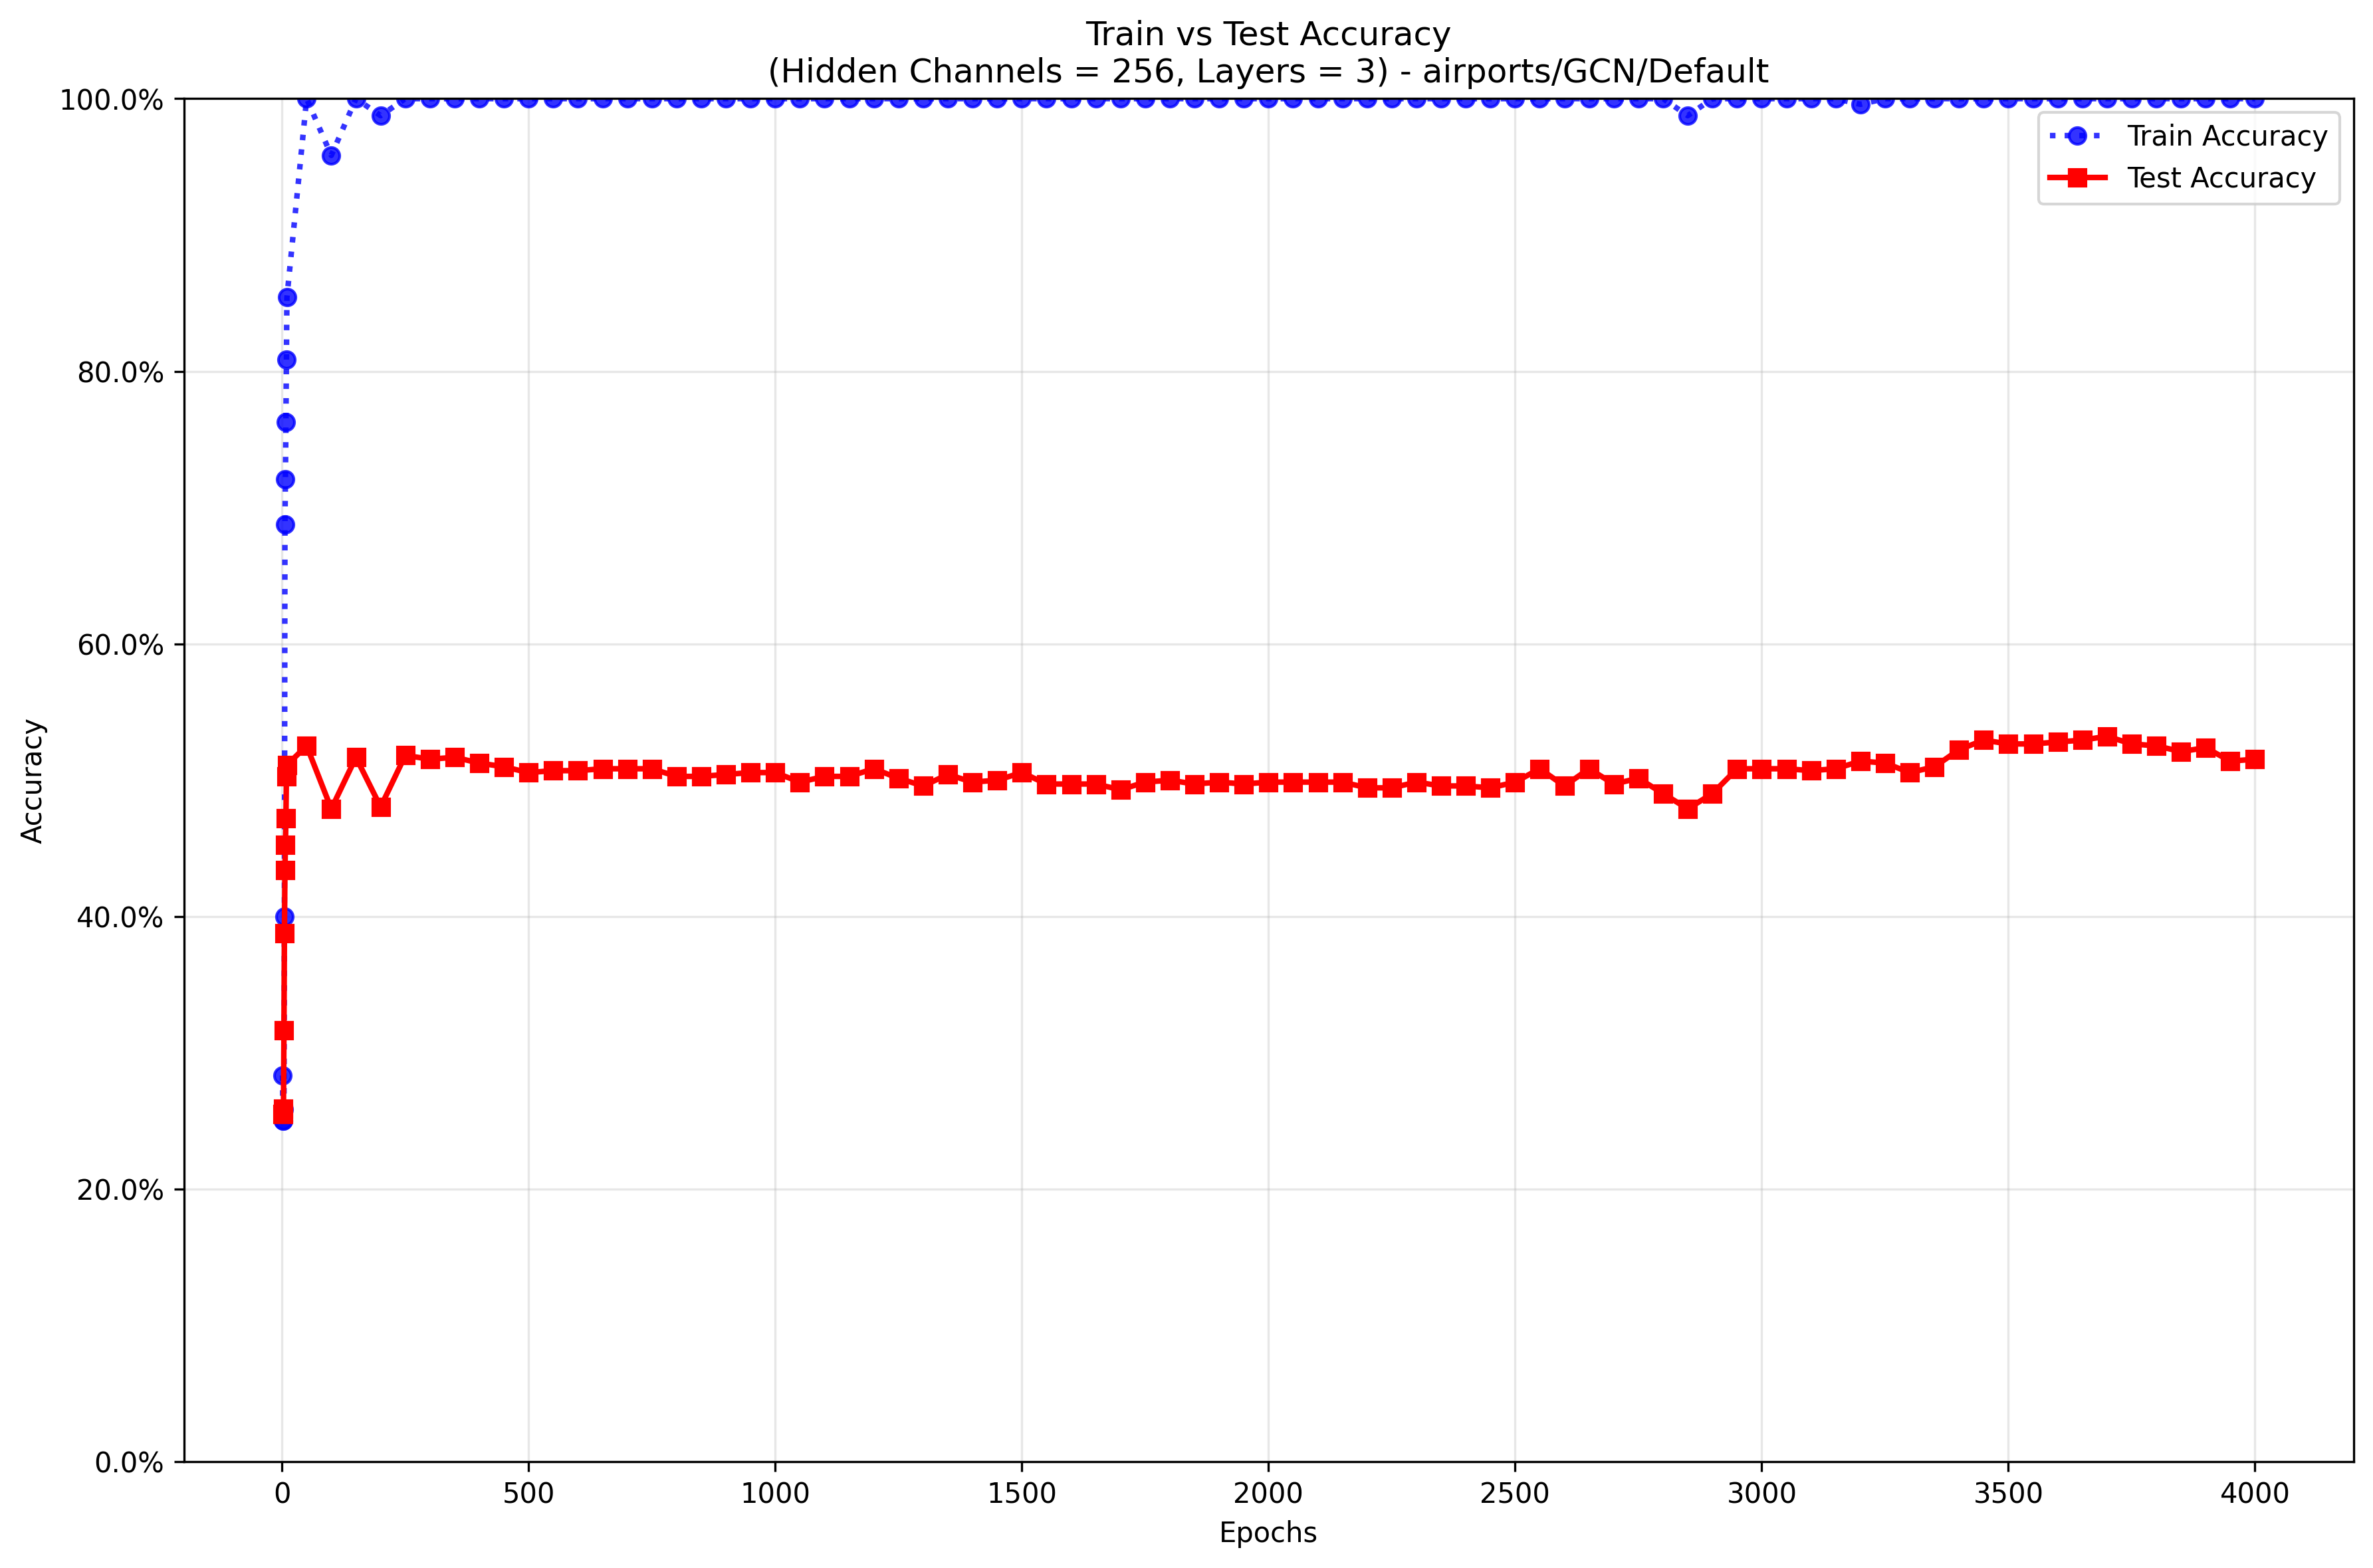 Train vs Test Accuracy
(Hidden Channels = 256, Layers = 3) - airports/GCN/Default
100.0%
80.0%
60.0%
40.0%
20.0%
0.0%
Accuracy
Train Accuracy
Test Accuracy
0 500 1000 1500 2000 2500 3000 3500 4000
Epochs